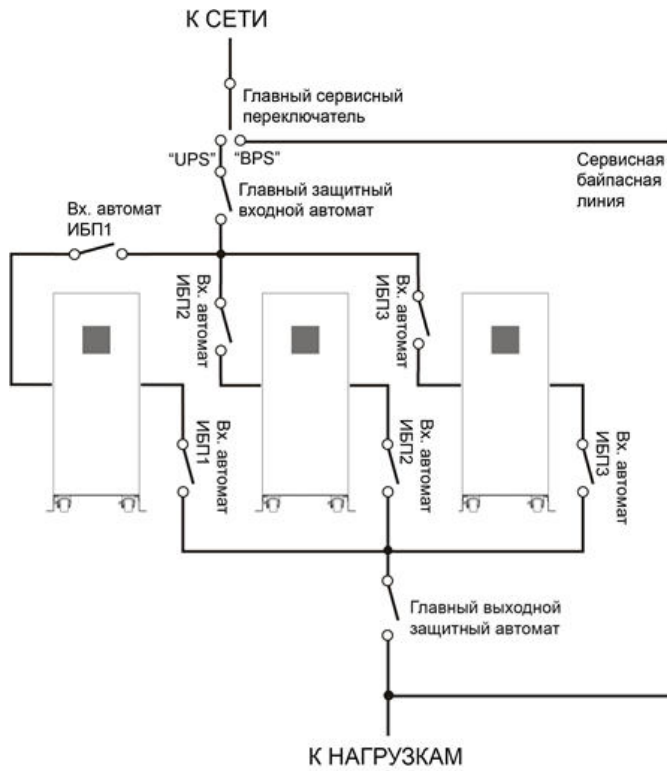 К СЕТИ
Главный сервисный
переключатель
“UPS” “BPS”
Сервисная
байпасная
линия
Главный защитный
входной автомат
Вх. автомат
ИБП1
Вх. автомат
ИБП2
Вх. автомат
ИБП3
Вх. автомат
ИБП1
Вх. автомат
ИБП2
Вх. автомат
ИБП3
Главный выходной
защитный автомат
К НАГРУЗКАМ